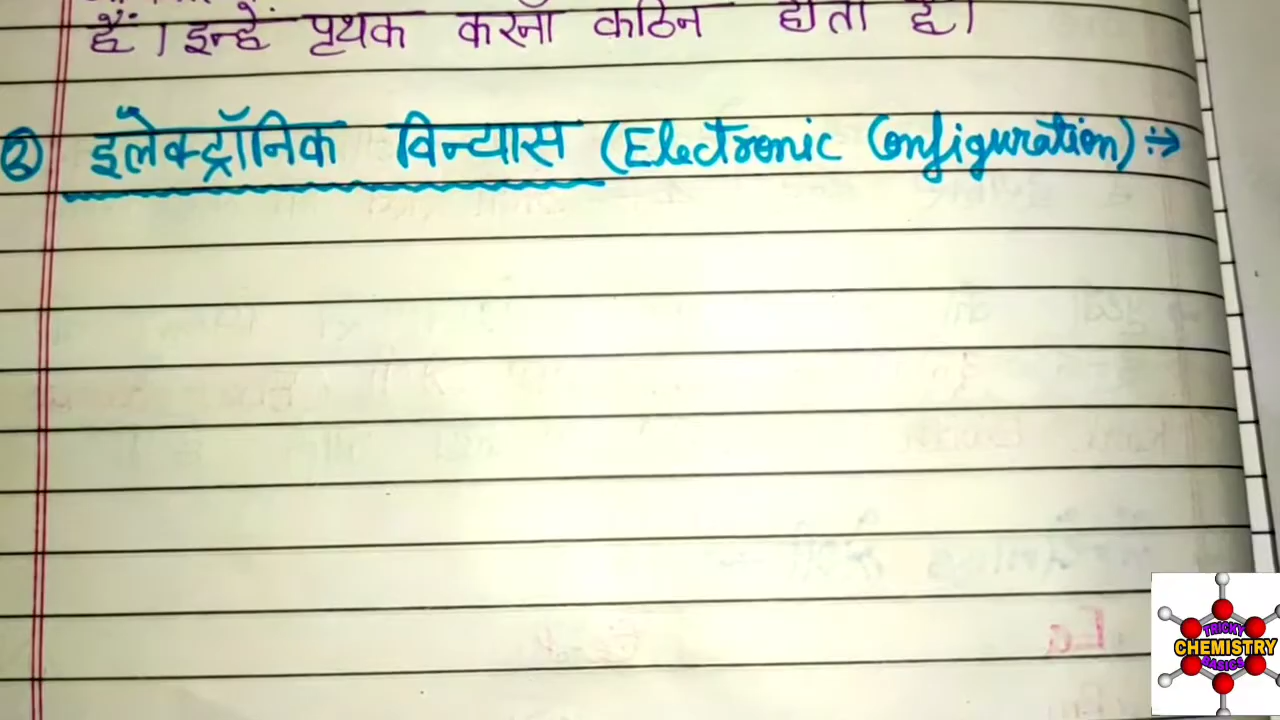 हैं। इन्हें पृथक करना कठिन होता है।
② इलेक्ट्रॉनिक विन्यास (Electronic Configuration) ÷→
TRICKY
CHEMISTRY
BASICS